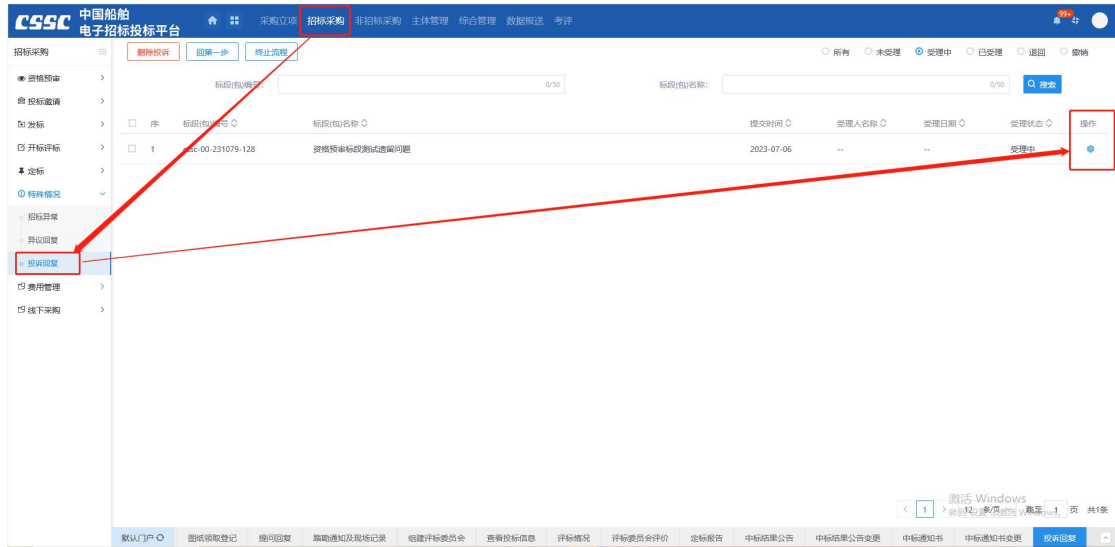 CSSC 中国船舶
电子招标投标平台
采购立项 招标采购 非招标采购 主体管理 综合管理 数据报送 考评
99+
招标采购
删除投诉 回第一步 终止流程
所有 未受理 受理中 已受理 退回 撤销
资格预审
标段(包)编号: 0/50 标段(包)名称: 0/50 搜索
投标邀请
发标
序 标段(包)编号 标段(包)名称 提交时间 受理人名称 受理日期 受理状态 操作
开标评标
1 cssc-00-231079-128 资格预审标段测试遗留问题 2023-07-06 -- -- 受理中
定标
特殊情况
招标异常
异议回复
投诉回复
费用管理
线下采购
激活 Windows
1 12 条/页 跳至 1 页 共1条
默认门户 图纸领取登记 提问回复 踏勘通知及现场记录 组建评标委员会 查看投标信息 评标情况 评标委员会评价 定标报告 中标结果公告 中标结果公告变更 中标通知书 中标通知书变更 投诉回复